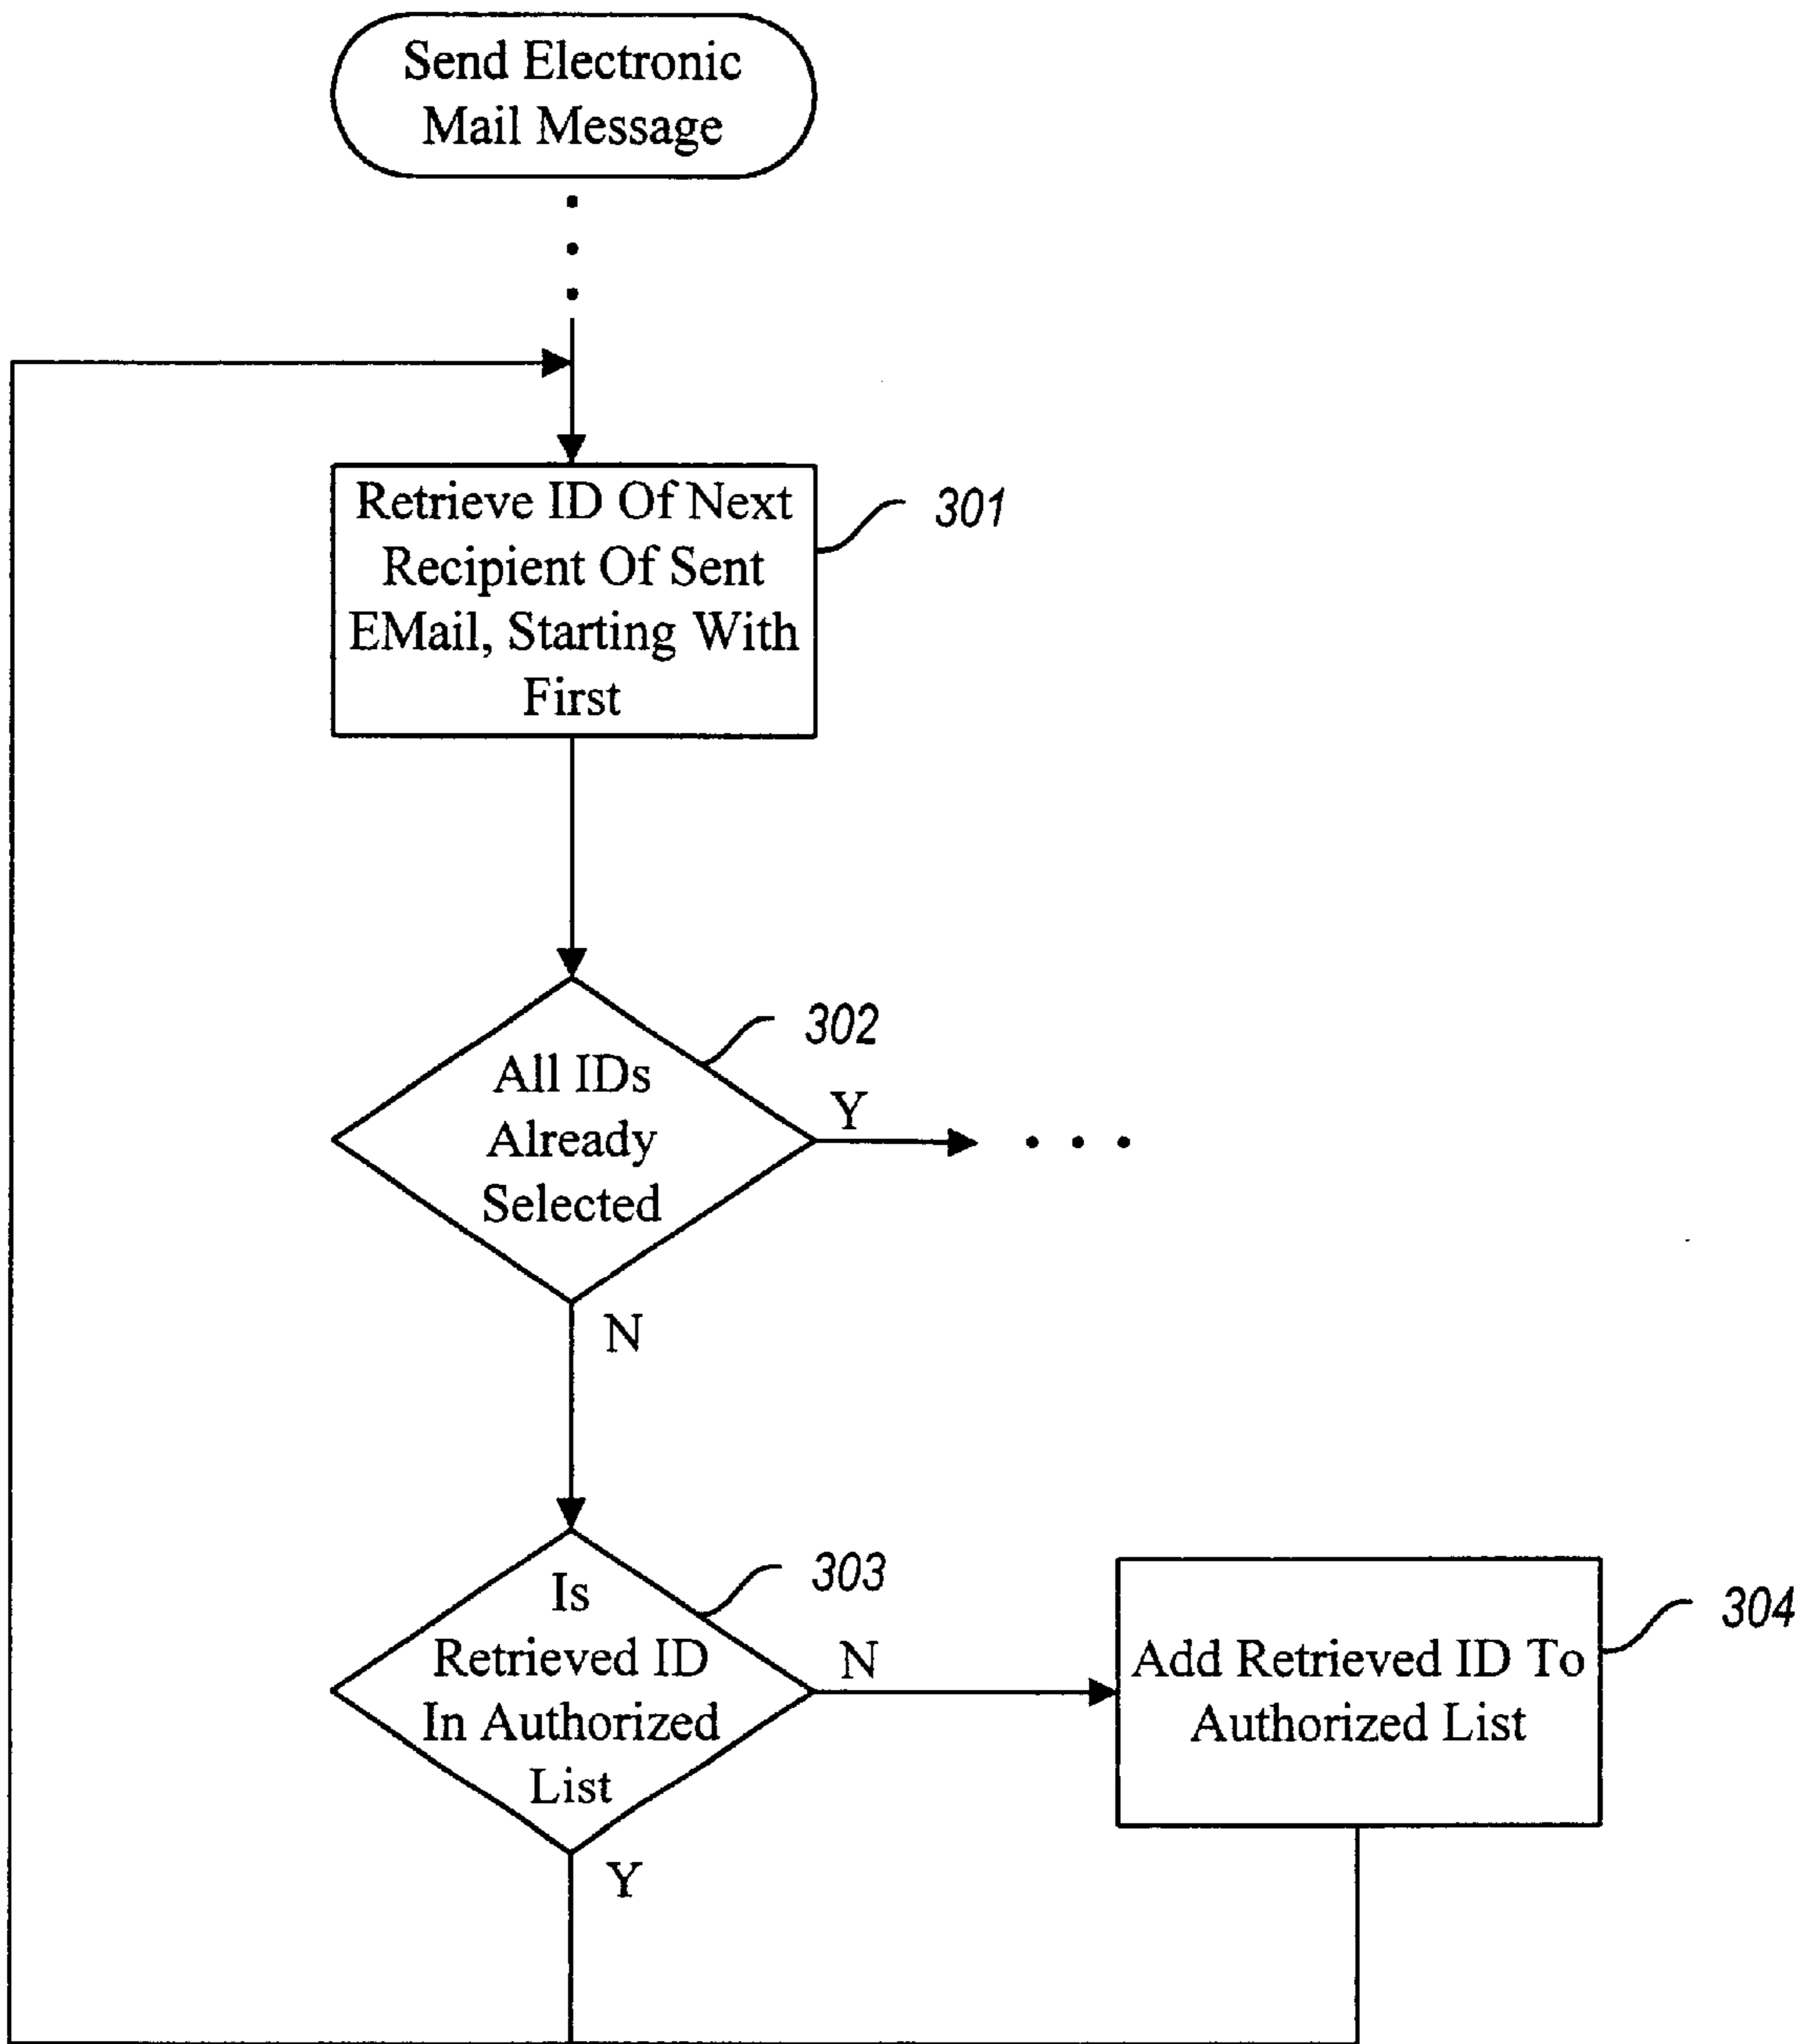 Send Electronic
Mail Message
Retrieve ID Of Next
Recipient Of Sent
EMail, Starting With
First
301
All IDs
Already
Selected
302
Y
N
Is
Retrieved ID
In Authorized
List
303
N
Y
Add Retrieved ID To
Authorized List
304